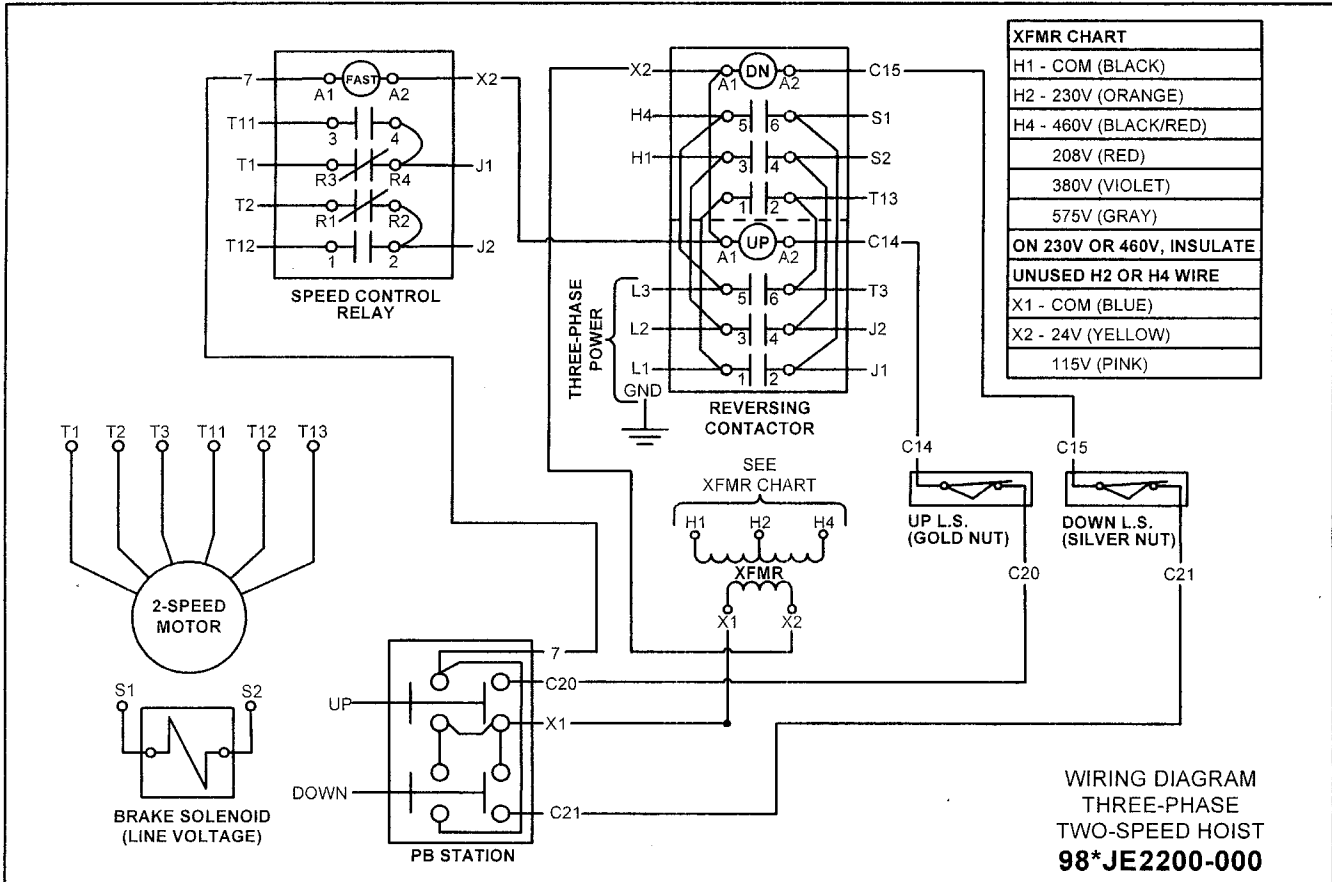 7
FAST
A1
A2
X2
T11
3
4
T1
R3
R4
J1
T2
R1
R2
T12
1
2
J2
SPEED CONTROL
RELAY
X2
DN
A1
A2
C15
H4
5
6
S1
H1
3
4
S2
1
2
T13
UP
A1
A2
C14
L3
5
6
T3
L2
3
4
J2
L1
1
2
J1
GND
THREE-PHASE
POWER
REVERSING
CONTACTOR
XFMR CHART
H1 - COM (BLACK)
H2 - 230V (ORANGE)
H4 - 460V (BLACK/RED)
208V (RED)
380V (VIOLET)
575V (GRAY)
ON 230V OR 460V, INSULATE
UNUSED H2 OR H4 WIRE
X1 - COM (BLUE)
X2 - 24V (YELLOW)
115V (PINK)
T1 T2 T3 T11 T12 T13
2-SPEED
MOTOR
S1
S2
BRAKE SOLENOID
(LINE VOLTAGE)
SEE
XFMR CHART
H1
H2
H4
XFMR
X1
X2
C14
UP L.S.
(GOLD NUT)
C20
C15
DOWN L.S.
(SILVER NUT)
C21
7
UP
C20
X1
DOWN
C21
PB STATION
WIRING DIAGRAM
THREE-PHASE
TWO-SPEED HOIST
98*JE2200-000